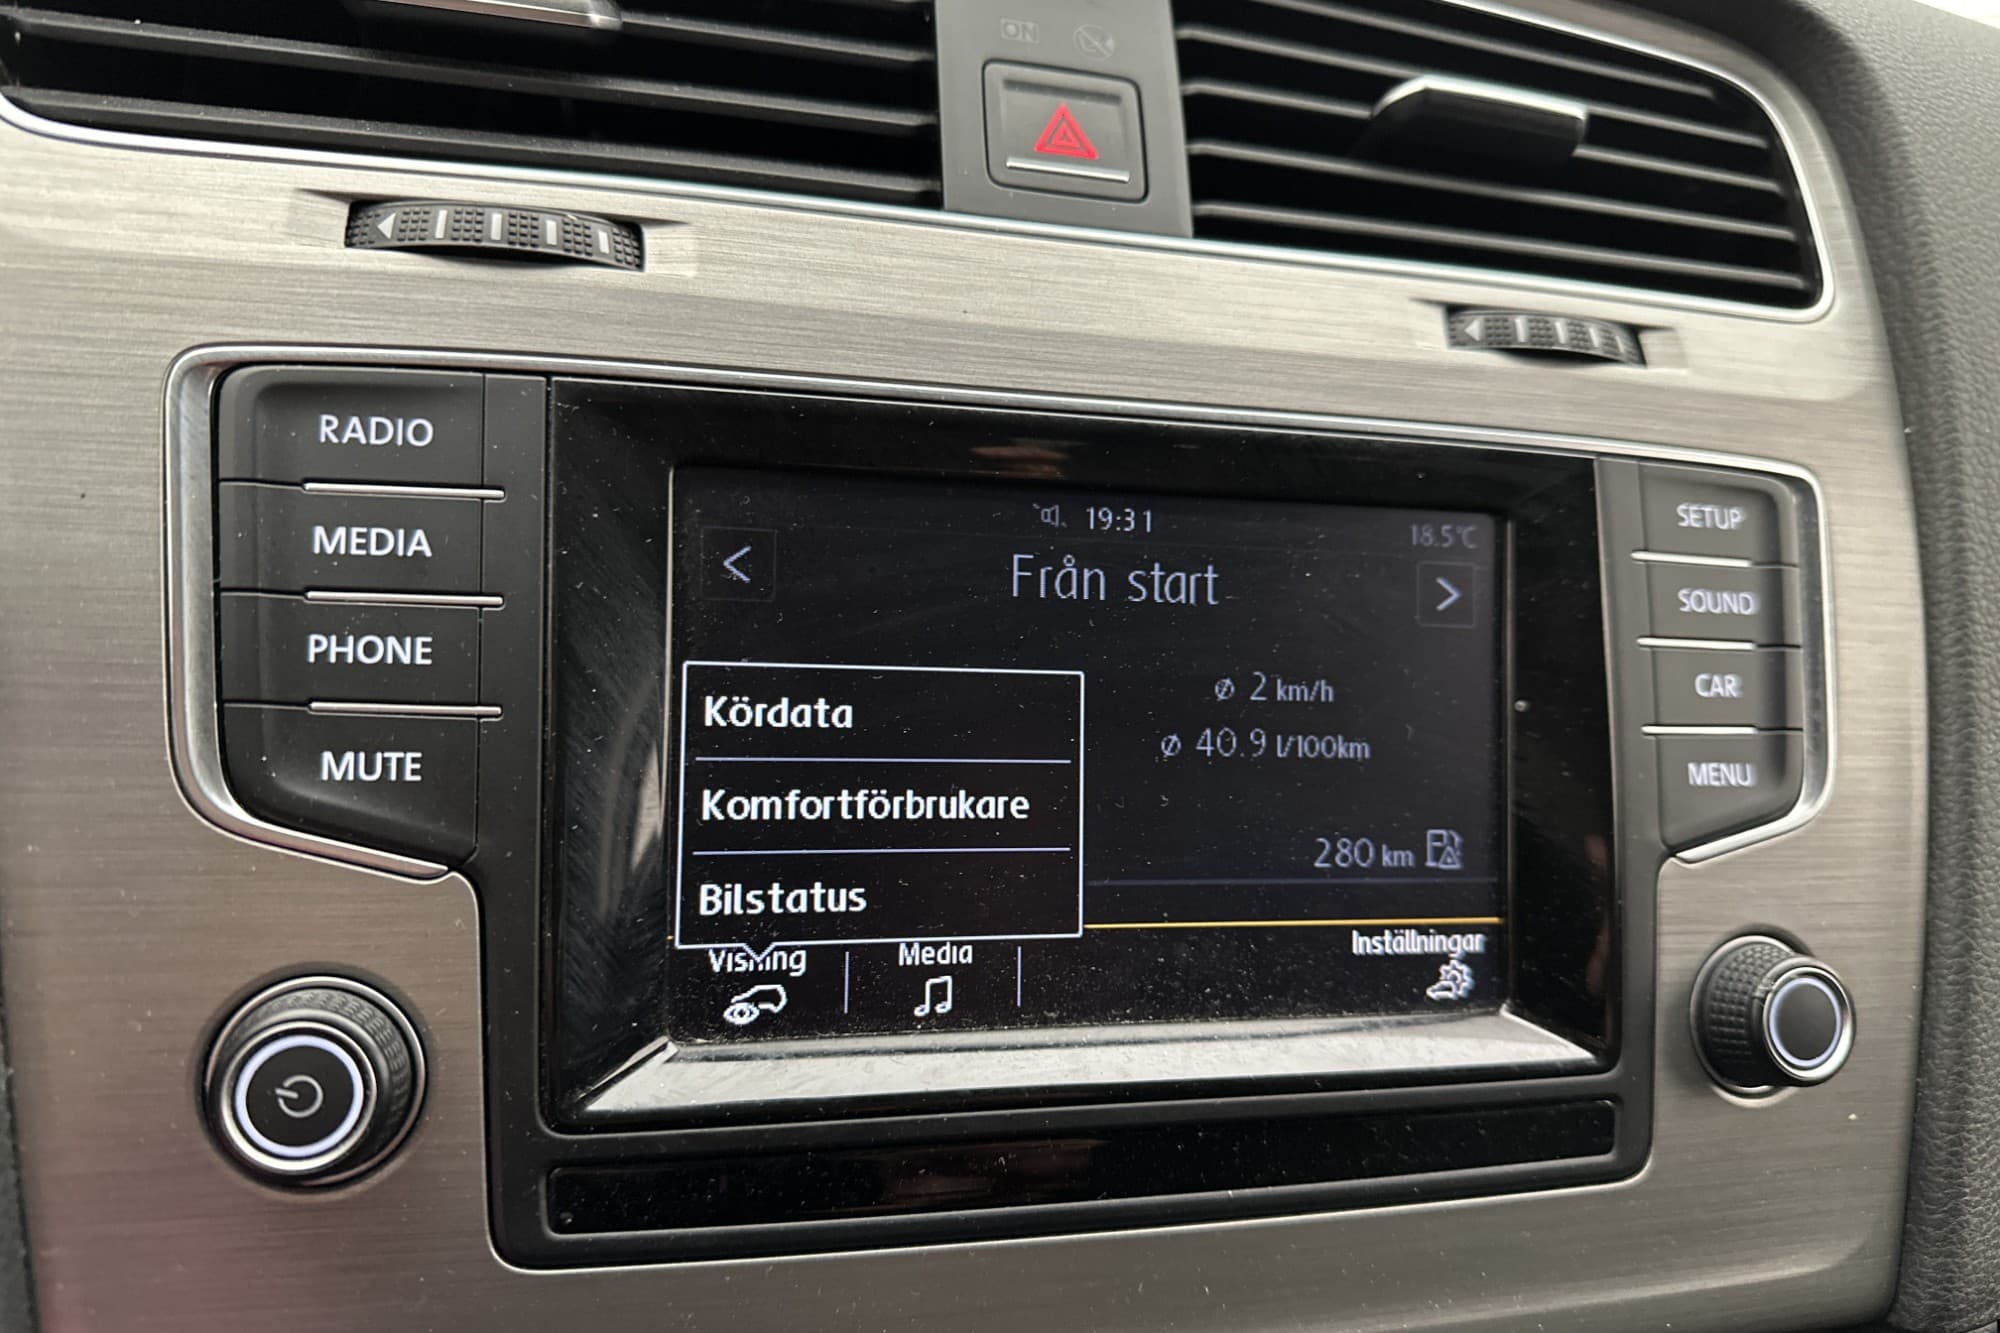 ON
RADIO
MEDIA
PHONE
MUTE
19:31
18.5°C
<
Från start
>
Ø 2 km/h
Ø 40.9 l/100km
280 km
Kördata
Komfortförbrukare
Bilstatus
Visning
Media
Inställningar
SETUP
SOUND
CAR
MENU